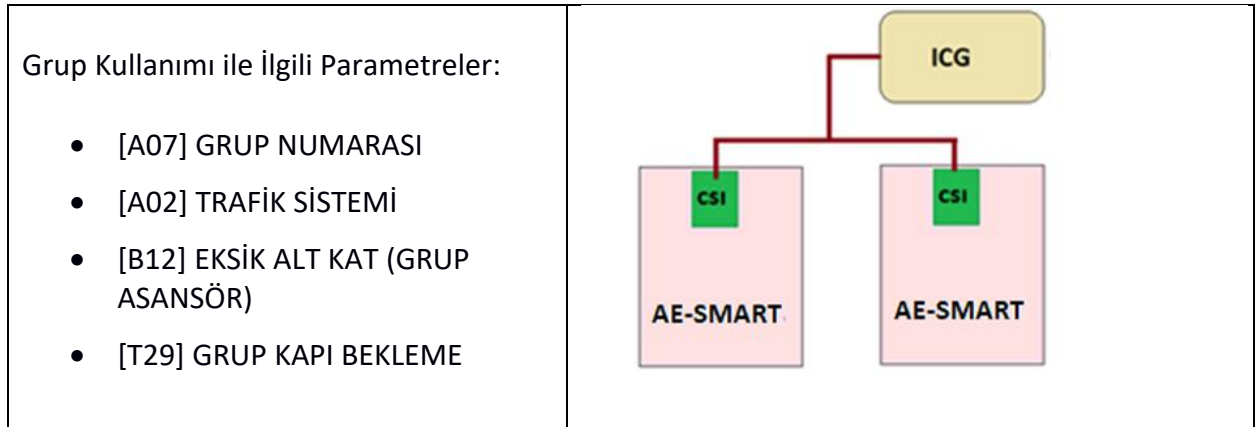 Grup Kullanımı ile İlgili Parametreler:
• [A07] GRUP NUMARASI
• [A02] TRAFİK SİSTEMİ
• [B12] EKSİK ALT KAT (GRUP
ASANSÖR)
• [T29] GRUP KAPI BEKLEME
ICG
CSI
CSI
AE-SMART
AE-SMART